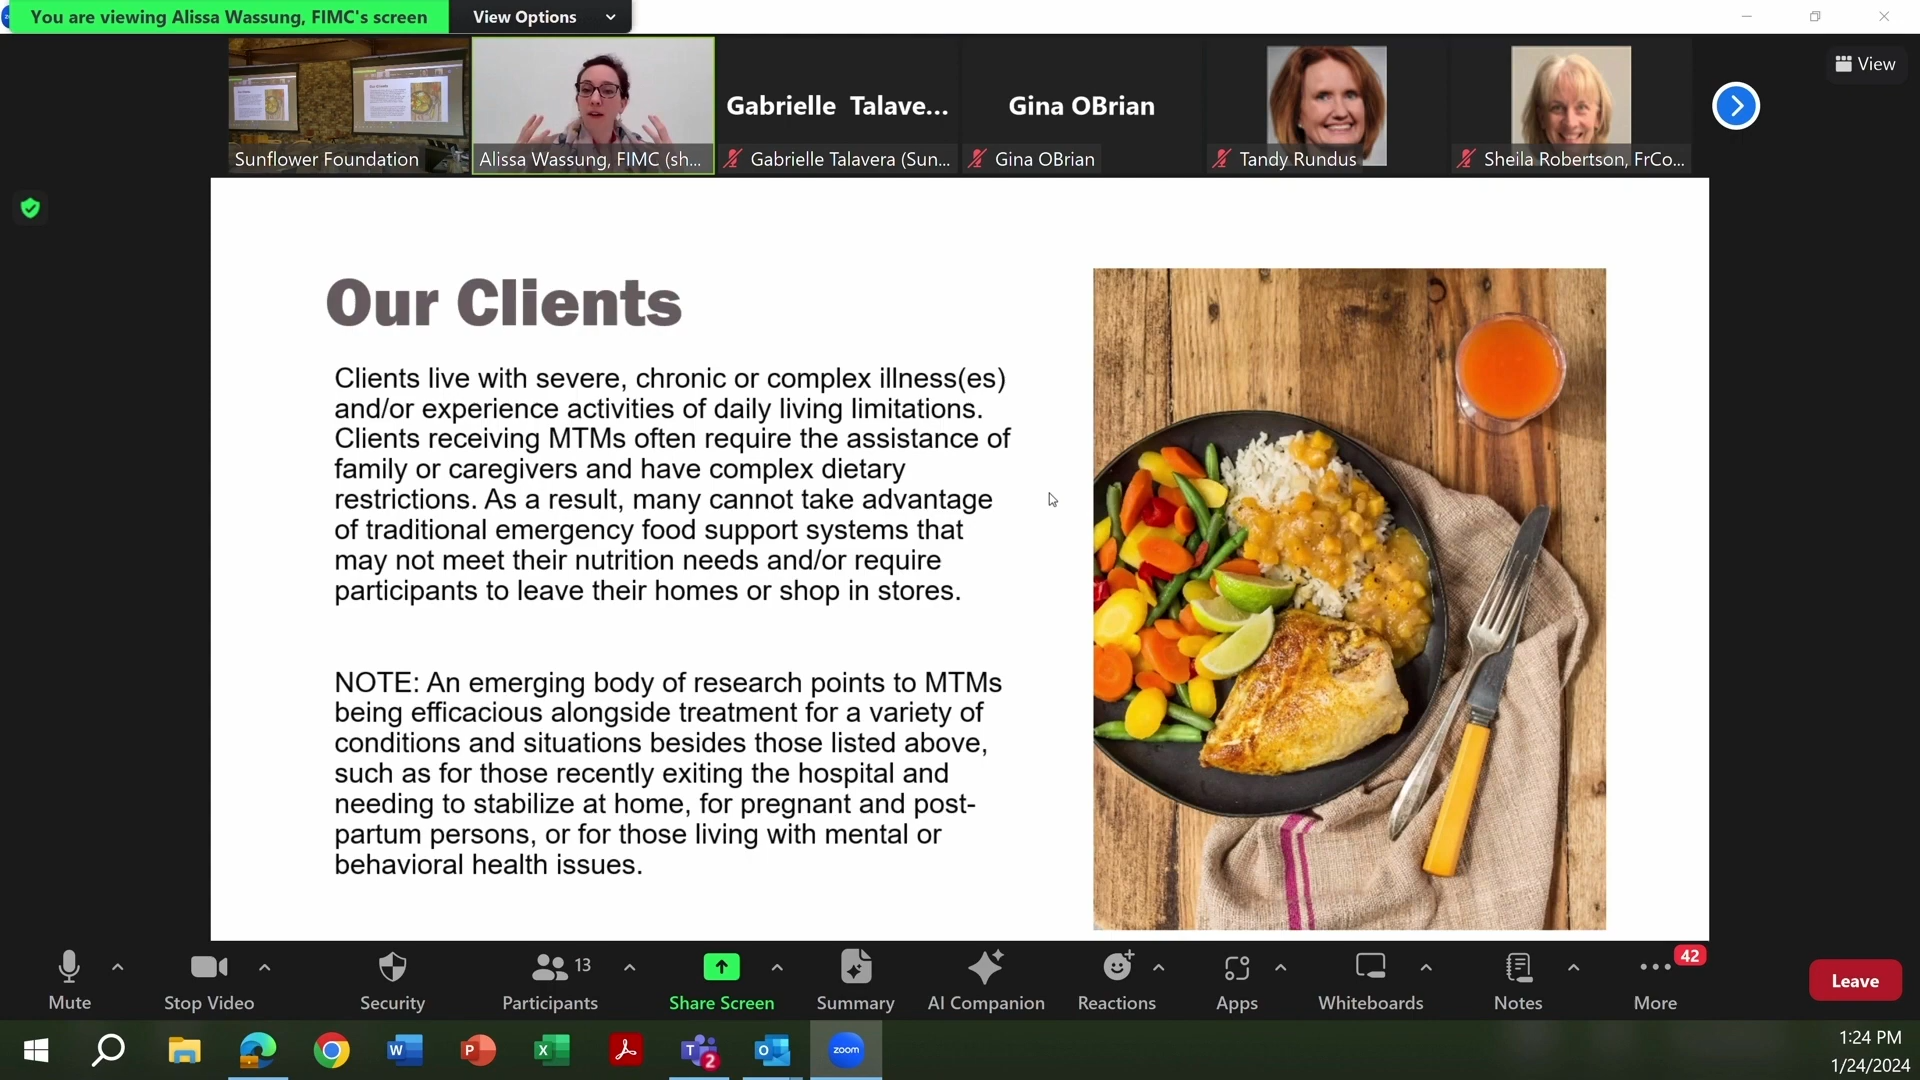 You are viewing Alissa Wassung, FIMC's screen
View Options
View
Gabrielle Talave...
Gina OBrian
Sunflower Foundation
Alissa Wassung, FIMC (sh...
Gabrielle Talavera (Sun...
Gina OBrian
Tandy Rundus
Sheila Robertson, FrCo...
Our Clients
Clients live with severe, chronic or complex illness(es)
and/or experience activities of daily living limitations.
Clients receiving MTMs often require the assistance of
family or caregivers and have complex dietary
restrictions. As a result, many cannot take advantage
of traditional emergency food support systems that
may not meet their nutrition needs and/or require
participants to leave their homes or shop in stores.
NOTE: An emerging body of research points to MTMs
being efficacious alongside treatment for a variety of
conditions and situations besides those listed above,
such as for those recently exiting the hospital and
needing to stabilize at home, for pregnant and post-
partum persons, or for those living with mental or
behavioral health issues.
13
42
Mute
Stop Video
Security
Participants
Share Screen
Summary
AI Companion
Reactions
Apps
Whiteboards
Notes
More
Leave
W
P
X
T
2
O
zoom
1:24 PM
1/24/2024